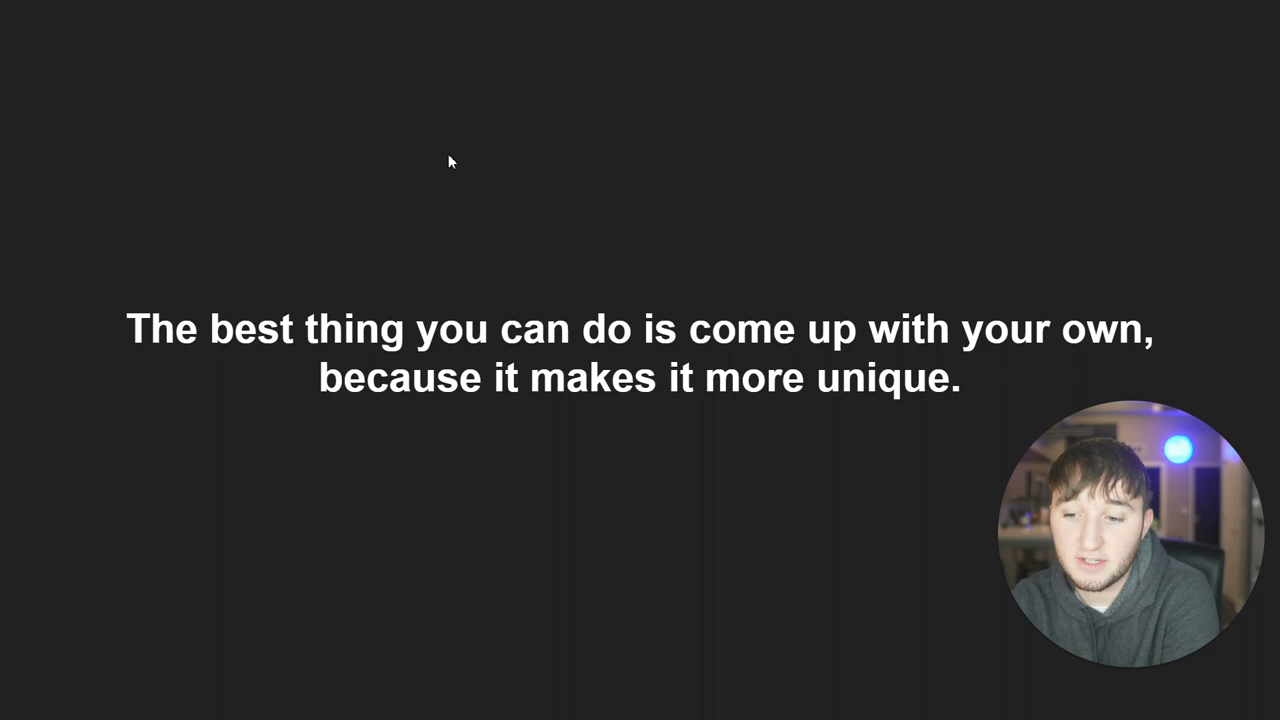 The best thing you can do is come up with your own,
because it makes it more unique.